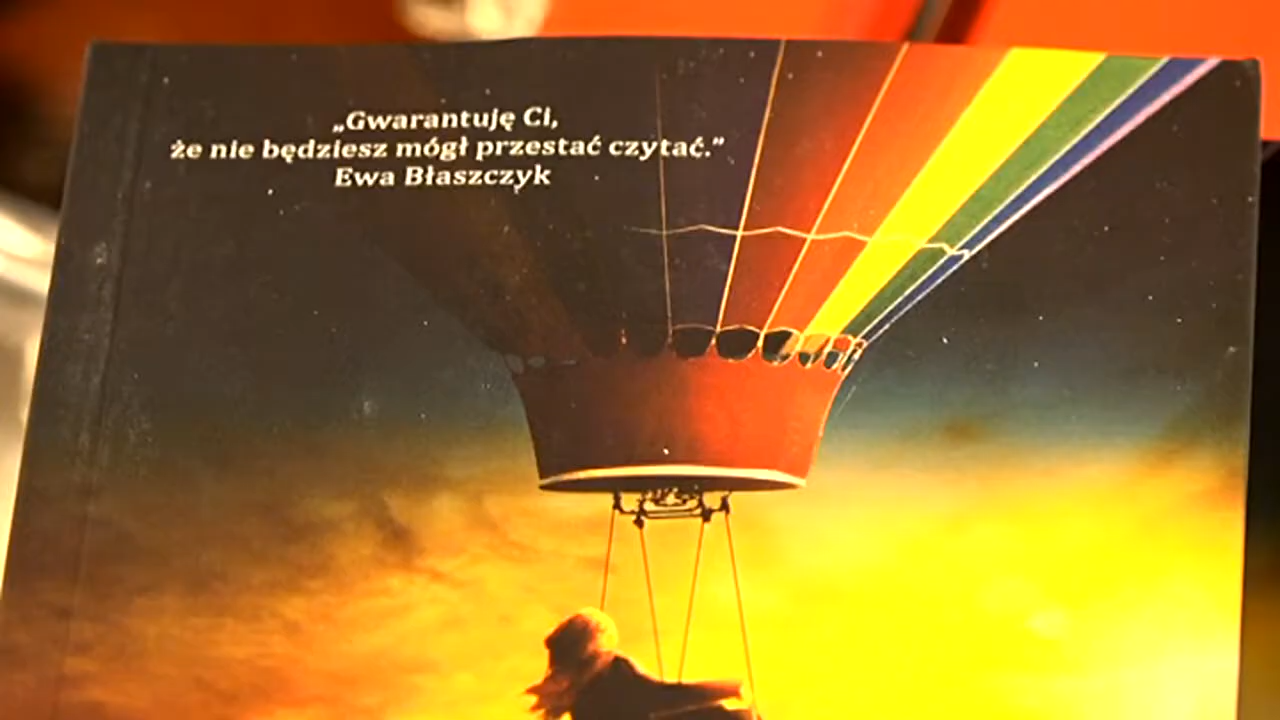 „Gwarantuję Ci,
że nie będziesz mógł przestać czytać.”
Ewa Błaszczyk